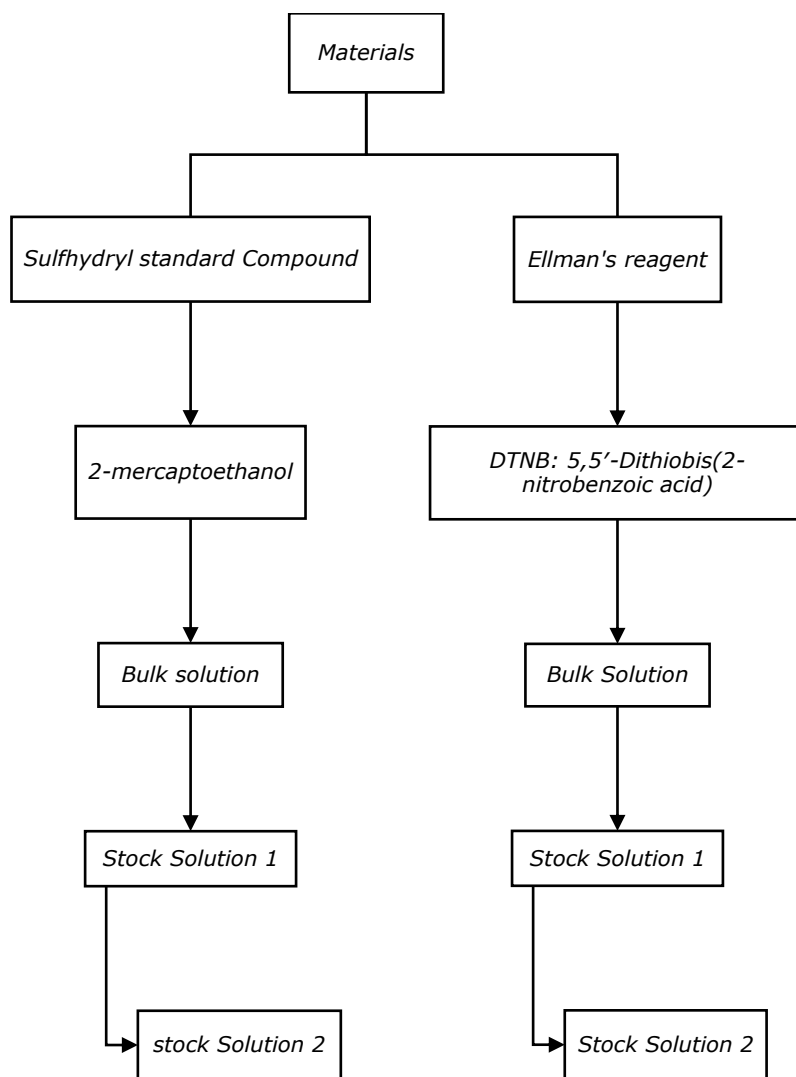 Materials
Sulfhydryl standard Compound
Ellman's reagent
2-mercaptoethanol
DTNB: 5,5′-Dithiobis(2-
nitrobenzoic acid)
Bulk solution
Bulk Solution
Stock Solution 1
Stock Solution 1
stock Solution 2
Stock Solution 2